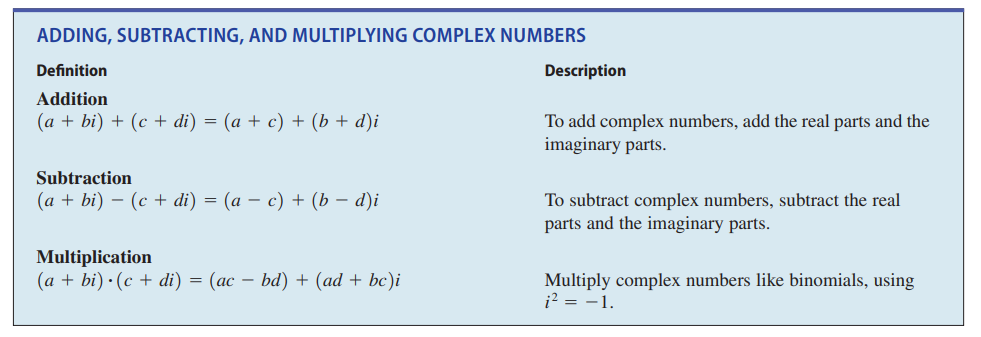 ADDING, SUBTRACTING, AND MULTIPLYING COMPLEX NUMBERS
Definition Description
Addition
(a + bi) + (c + di) = (a + c) + (b + d)i To add complex numbers, add the real parts and the
imaginary parts.
Subtraction
(a + bi) − (c + di) = (a − c) + (b − d)i To subtract complex numbers, subtract the real
parts and the imaginary parts.
Multiplication
(a + bi) · (c + di) = (ac − bd) + (ad + bc)i Multiply complex numbers like binomials, using
i² = −1.